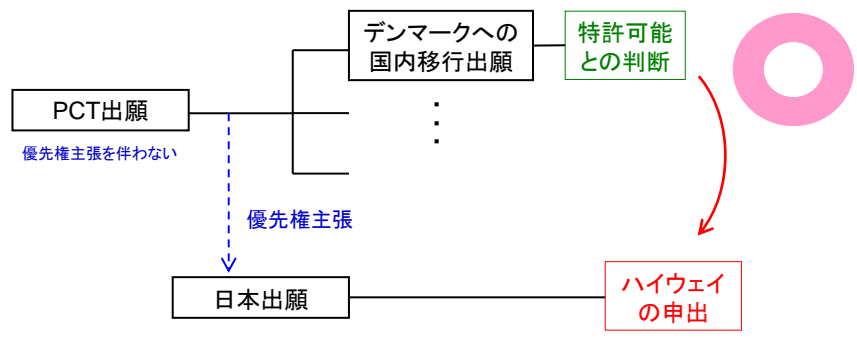 デンマークへの
国内移行出願
特許可能
との判断
PCT出願
優先権主張を伴わない
優先権主張
日本出願
ハイウェイ
の申出